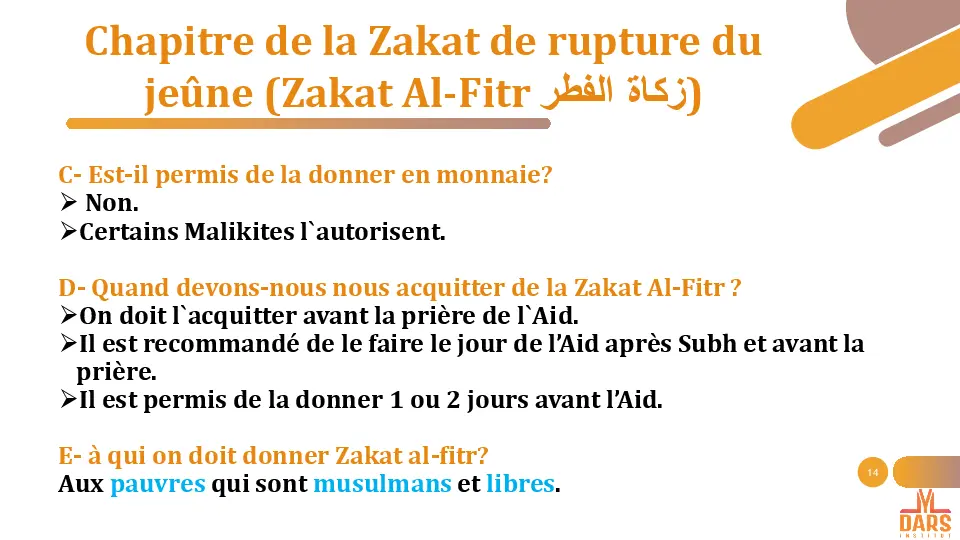 Chapitre de la Zakat de rupture du
jeûne (Zakat Al-Fitr زكاة الفطر)
C- Est-il permis de la donner en monnaie?
➢ Non.
➢Certains Malikites l`autorisent.
D- Quand devons-nous nous acquitter de la Zakat Al-Fitr ?
➢On doit l`acquitter avant la prière de l`Aid.
➢Il est recommandé de le faire le jour de l’Aid après Subh et avant la
prière.
➢Il est permis de la donner 1 ou 2 jours avant l’Aid.
E- à qui on doit donner Zakat al-fitr?
Aux pauvres qui sont musulmans et libres.
14
DARS
INSTITUT